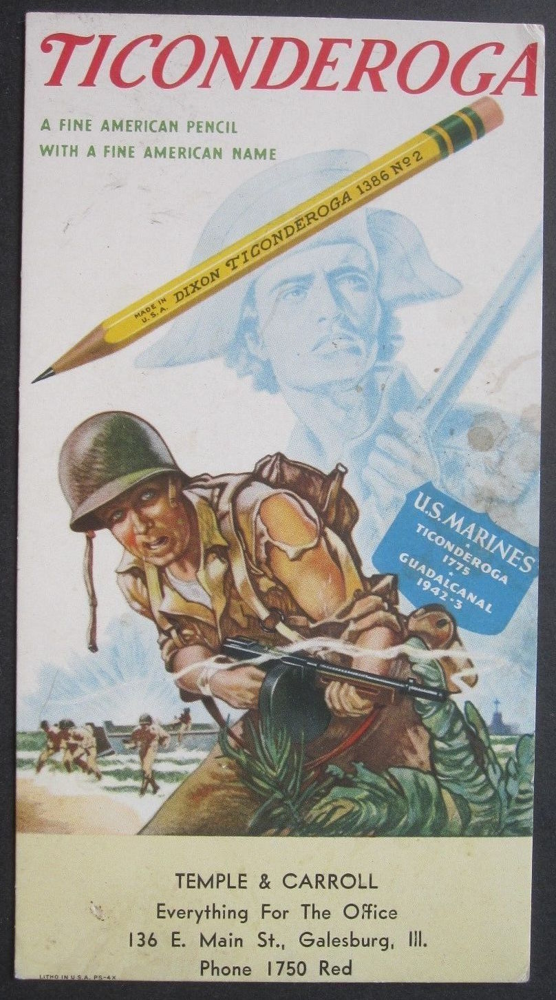 TICONDEROGA
A FINE AMERICAN PENCIL
WITH A FINE AMERICAN NAME
MADE IN
U.S.A.
DIXON TICONDEROGA 1386 Nº 2
U.S. MARINES
TICONDEROGA
1775
GUADALCANAL
1942-3
TEMPLE & CARROLL
Everything For The Office
136 E. Main St., Galesburg, Ill.
Phone 1750 Red
LITHO IN U.S.A. PS-4X